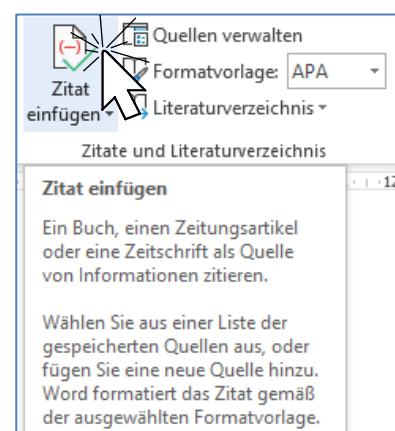 Quellen verwalten
Formatvorlage: APA
Zitat
einfügen
Literaturverzeichnis
Zitate und Literaturverzeichnis
12
Zitat einfügen
Ein Buch, einen Zeitungsartikel
oder eine Zeitschrift als Quelle
von Informationen zitieren.
Wählen Sie aus einer Liste der
gespeicherten Quellen aus, oder
fügen Sie eine neue Quelle hinzu.
Word formatiert das Zitat gemäß
der ausgewählten Formatvorlage.